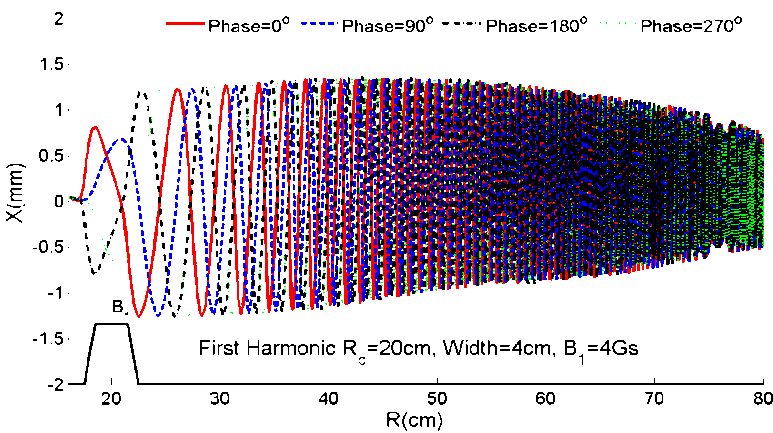 2
Phase=0° Phase=90° Phase=180° Phase=270°
1.5
1
0.5
0
-0.5
-1
-1.5
-2
X(mm)
B
First Harmonic Rc=20cm, Width=4cm, B1=4Gs
20 30 40 50 60 70 80
R(cm)